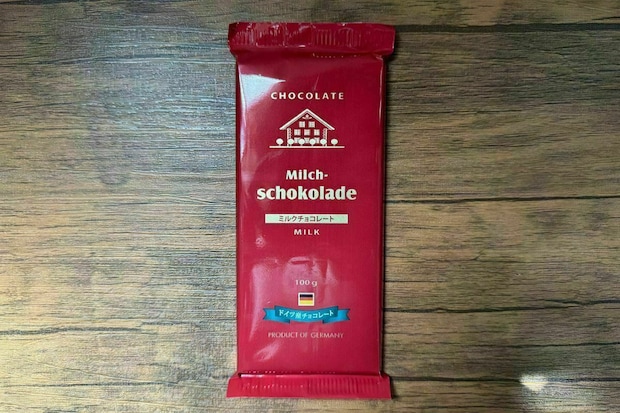 CHOCOLATE
Milch-
schokolade
ミルクチョコレート
MILK
100g
ドイツ産チョコレート
PRODUCT OF GERMANY